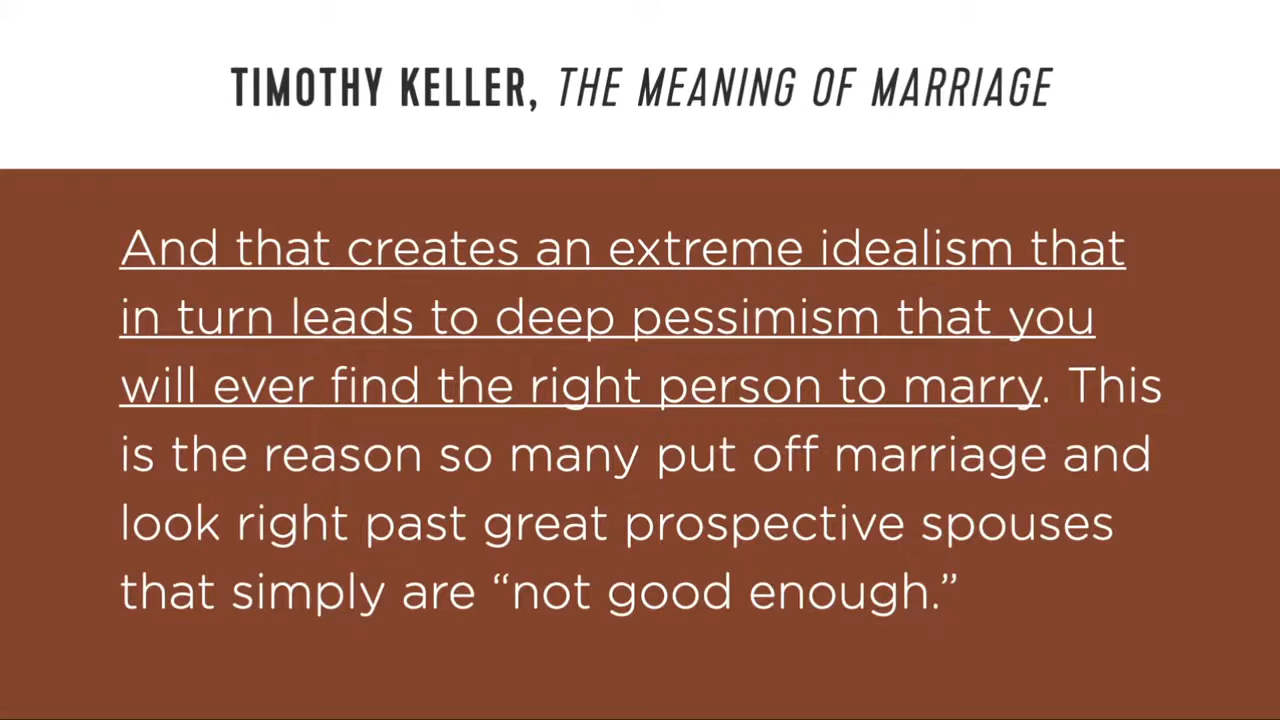 TIMOTHY KELLER, THE MEANING OF MARRIAGE
And that creates an extreme idealism that
in turn leads to deep pessimism that you
will ever find the right person to marry. This
is the reason so many put off marriage and
look right past great prospective spouses
that simply are “not good enough.”